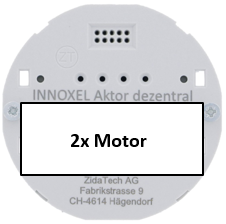 INNOXEL Aktor dezentral
2x Motor
ZidaTech AG
Fabrikstrasse 9
CH-4614 Hägendorf